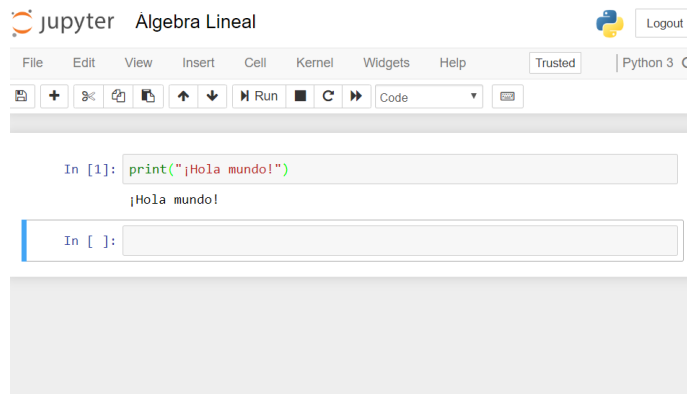 jupyter Álgebra Lineal Logout
File Edit View Insert Cell Kernel Widgets Help Trusted Python 3
Run Code
In [1]: print("¡Hola mundo!")
¡Hola mundo!
In [ ]: